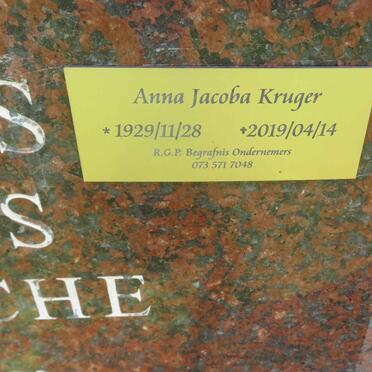 Anna Jacoba Kruger
* 1929/11/28 ✝2019/04/14
R.G.P. Begrafnis Ondernemers
073 571 7048
S
S
CHE